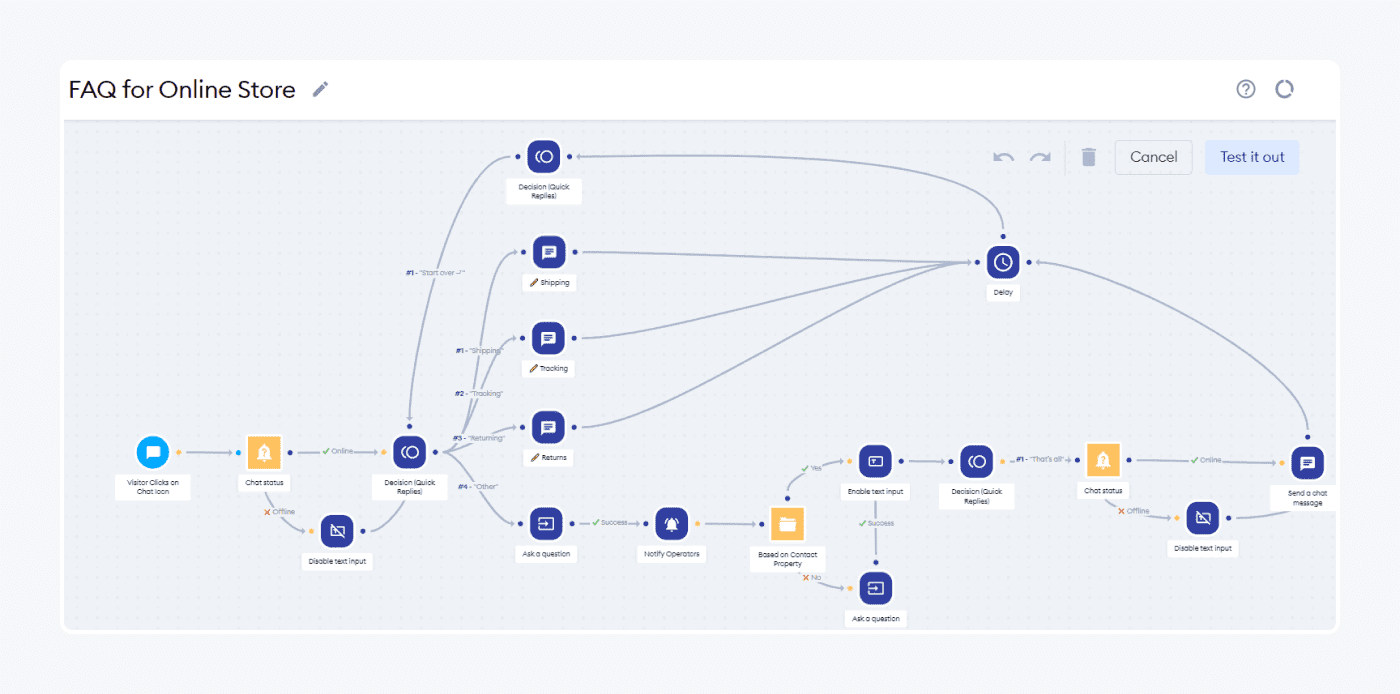 FAQ for Online Store
Cancel
Test it out
Decision (Quick
Replies)
#1 - "Start over
Shipping
Delay
#1 - "Shipping"
Tracking
#2 - "Tracking"
#3 - "Returning"
Returns
Visitor Clicks on
Chat Icon
Chat status
Online
Offline
Disable text input
Decision (Quick
Replies)
#4 - "Other"
Ask a question
Success
Notify Operators
Based on Contact
Property
Yes
No
Enable text input
Success
Ask a question
Decision (Quick
Replies)
#1 - "That's all"
Chat status
Online
Offline
Disable text input
Send a chat
message